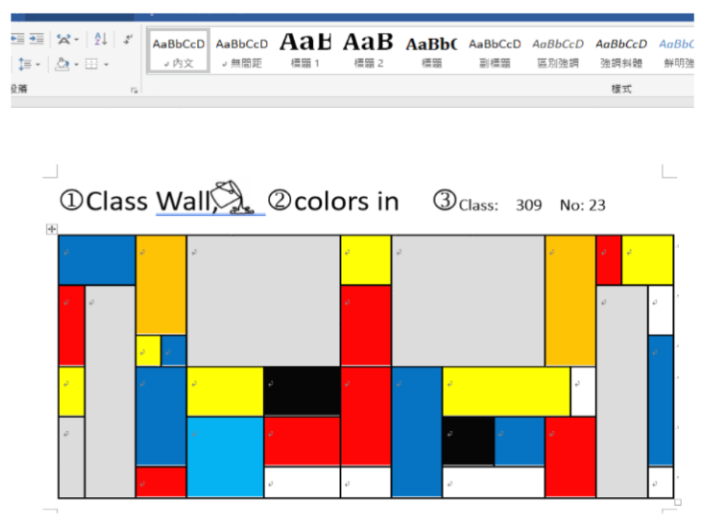 AaBbCcD AaBbCcD AaBb AaB AaBb( AaBbCcD AaBbCcD AaBbCcD AaBbC
↲內文 ↲無間距 標題 1 標題 2 標題 副標題 區別強調 強調斜體 鮮明強
段落 樣式
①Class Wall ②colors in ③Class: 309 No: 23